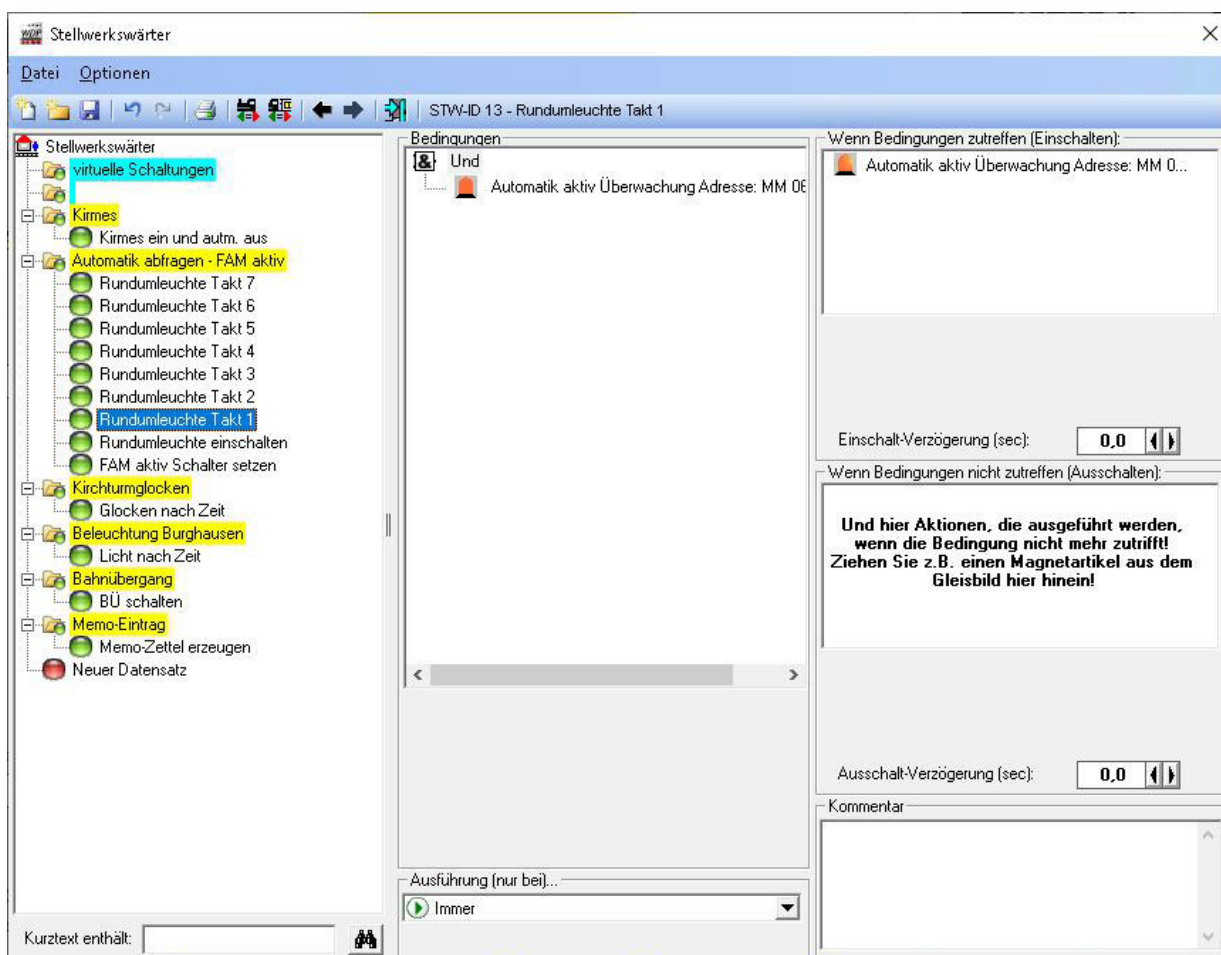 Stellwerkswärter
Datei Optionen
STW-ID 13 - Rundumleuchte Takt 1
Stellwerkswärter
virtuelle Schaltungen
Kirmes
Kirmes ein und autm. aus
Automatik abfragen - FAM aktiv
Rundumleuchte Takt 7
Rundumleuchte Takt 6
Rundumleuchte Takt 5
Rundumleuchte Takt 4
Rundumleuchte Takt 3
Rundumleuchte Takt 2
Rundumleuchte Takt 1
Rundumleuchte einschalten
FAM aktiv Schalter setzen
Kirchturmglocken
Glocken nach Zeit
Beleuchtung Burghausen
Licht nach Zeit
Bahnübergang
BÜ schalten
Memo-Eintrag
Memo-Zettel erzeugen
Neuer Datensatz
Kurztext enthält:
Bedingungen
& Und
Automatik aktiv Überwachung Adresse: MM 06
Ausführung (nur bei)...
Immer
Wenn Bedingungen zutreffen (Einschalten):
Automatik aktiv Überwachung Adresse: MM 0...
Einschalt-Verzögerung (sec): 0,0
Wenn Bedingungen nicht zutreffen (Ausschalten):
Und hier Aktionen, die ausgeführt werden,
wenn die Bedingung nicht mehr zutrifft!
Ziehen Sie z.B. einen Magnetartikel aus dem
Gleisbild hier hinein!
Ausschalt-Verzögerung (sec): 0,0
Kommentar